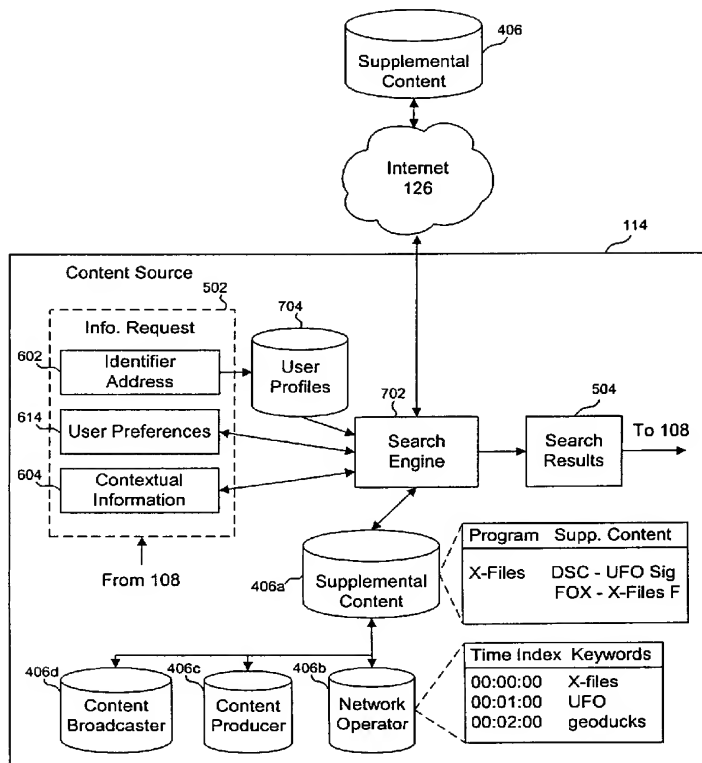 406
Supplemental
Content
Internet
126
114
Content Source
502
Info. Request
704
602
Identifier
Address
User
Profiles
702
504
614
User Preferences
Search
Engine
Search
Results
To 108
604
Contextual
Information
From 108
406a
Supplemental
Content
Program Supp. Content
X-Files DSC - UFO Sig
FOX - X-Files F
406d
Content
Broadcaster
406c
Content
Producer
406b
Network
Operator
Time Index Keywords
00:00:00 X-files
00:01:00 UFO
00:02:00 geoducks